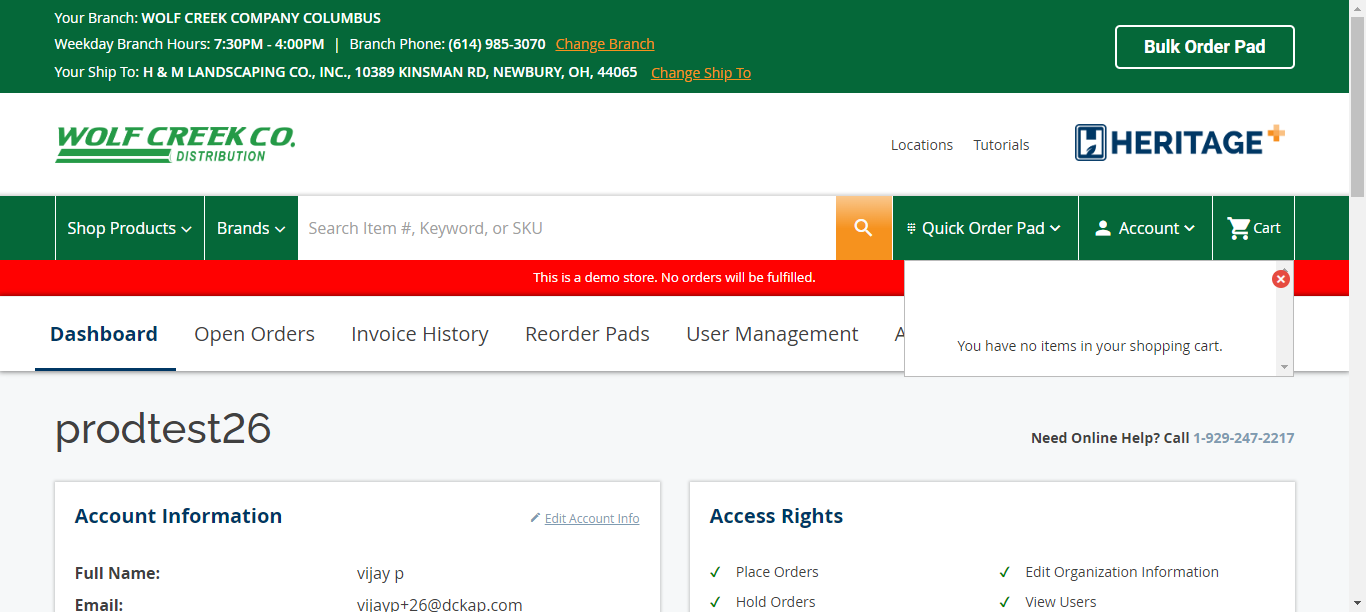 Your Branch: WOLF CREEK COMPANY COLUMBUS
Weekday Branch Hours: 7:30PM - 4:00PM | Branch Phone: (614) 985-3070 Change Branch
Your Ship To: H & M LANDSCAPING CO., INC., 10389 KINSMAN RD, NEWBURY, OH, 44065 Change Ship To
Bulk Order Pad
WOLF CREEK CO.
DISTRIBUTION
Locations Tutorials
HERITAGE+
Shop Products Brands Search Item #, Keyword, or SKU Quick Order Pad Account Cart
This is a demo store. No orders will be fulfilled.
Dashboard Open Orders Invoice History Reorder Pads User Management
You have no items in your shopping cart.
prodtest26
Need Online Help? Call 1-929-247-2217
Account Information
Edit Account Info
Full Name: vijay p
Email: vijayp+26@dckap.com
Access Rights
Place Orders Edit Organization Information
Hold Orders View Users